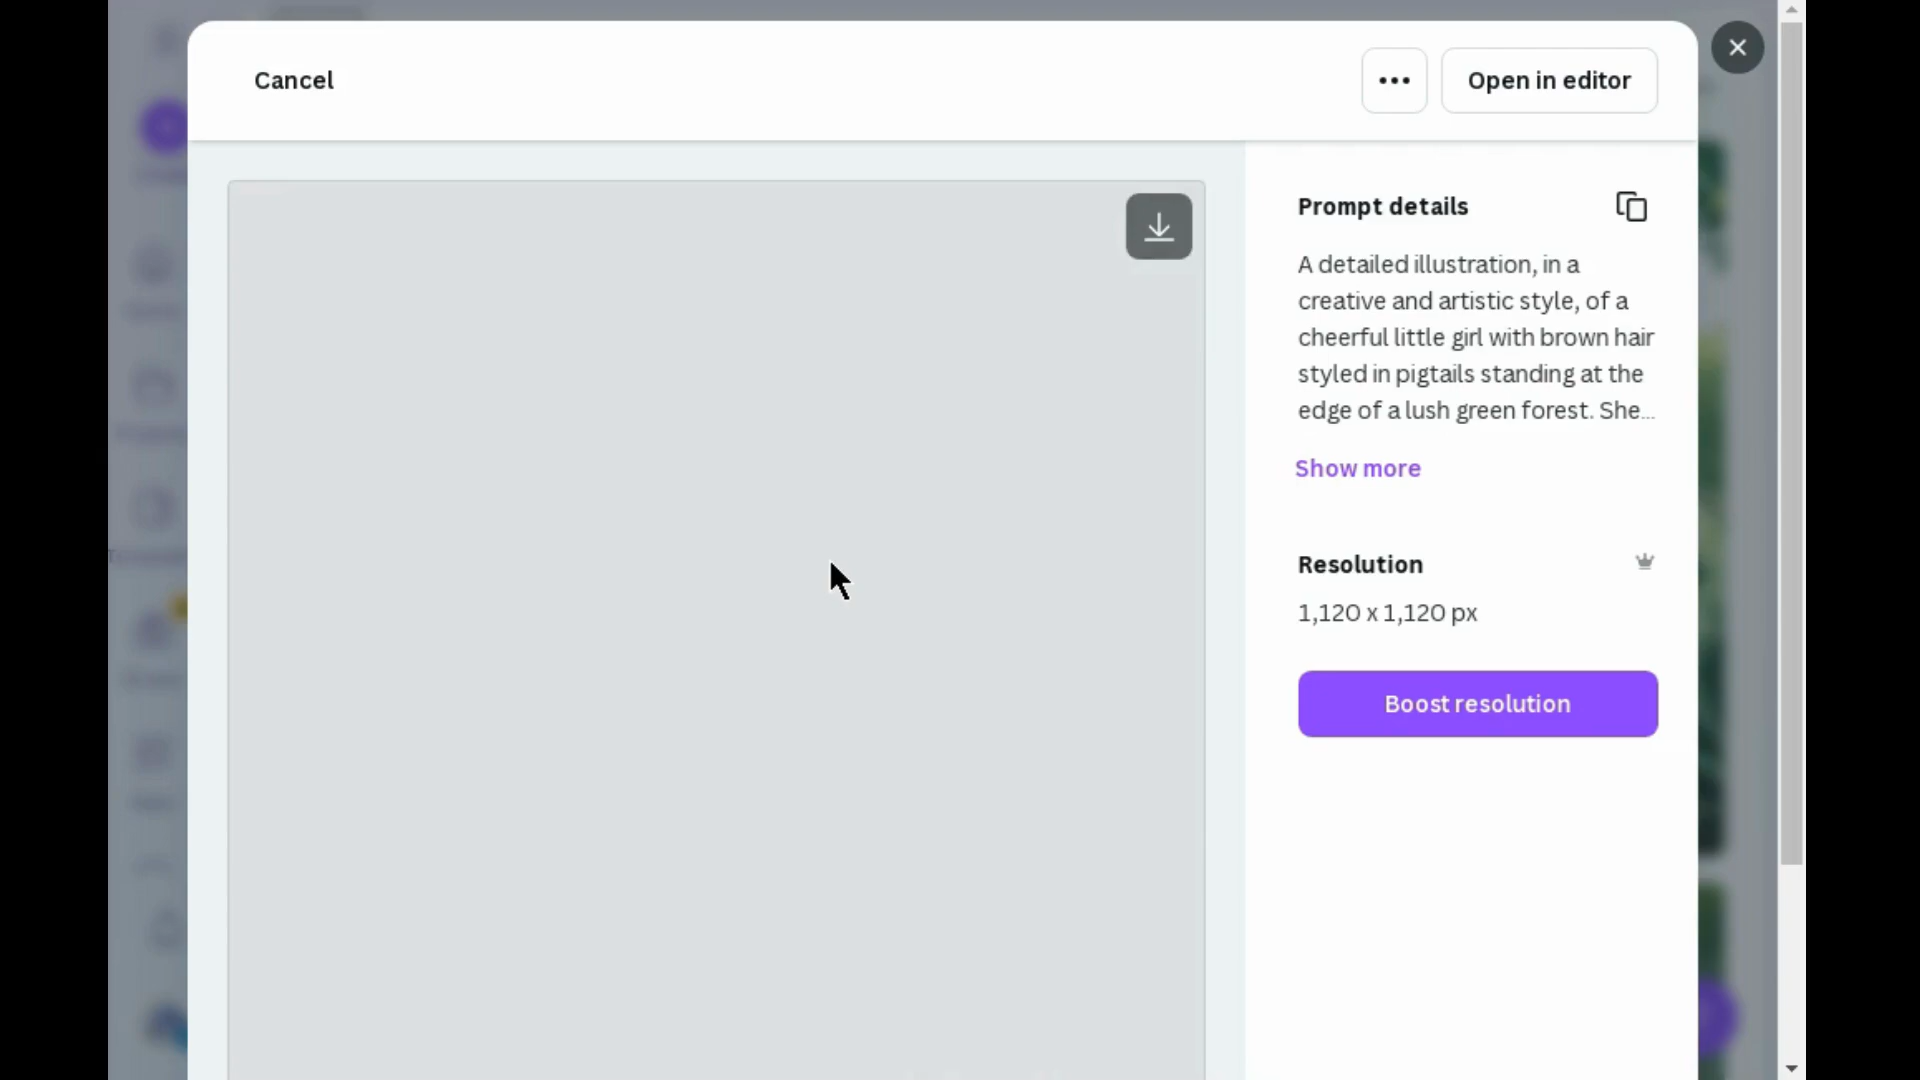 Cancel
Open in editor
Prompt details
A detailed illustration, in a
creative and artistic style, of a
cheerful little girl with brown hair
styled in pigtails standing at the
edge of a lush green forest. She...
Show more
Resolution
1,120 x 1,120 px
Boost resolution